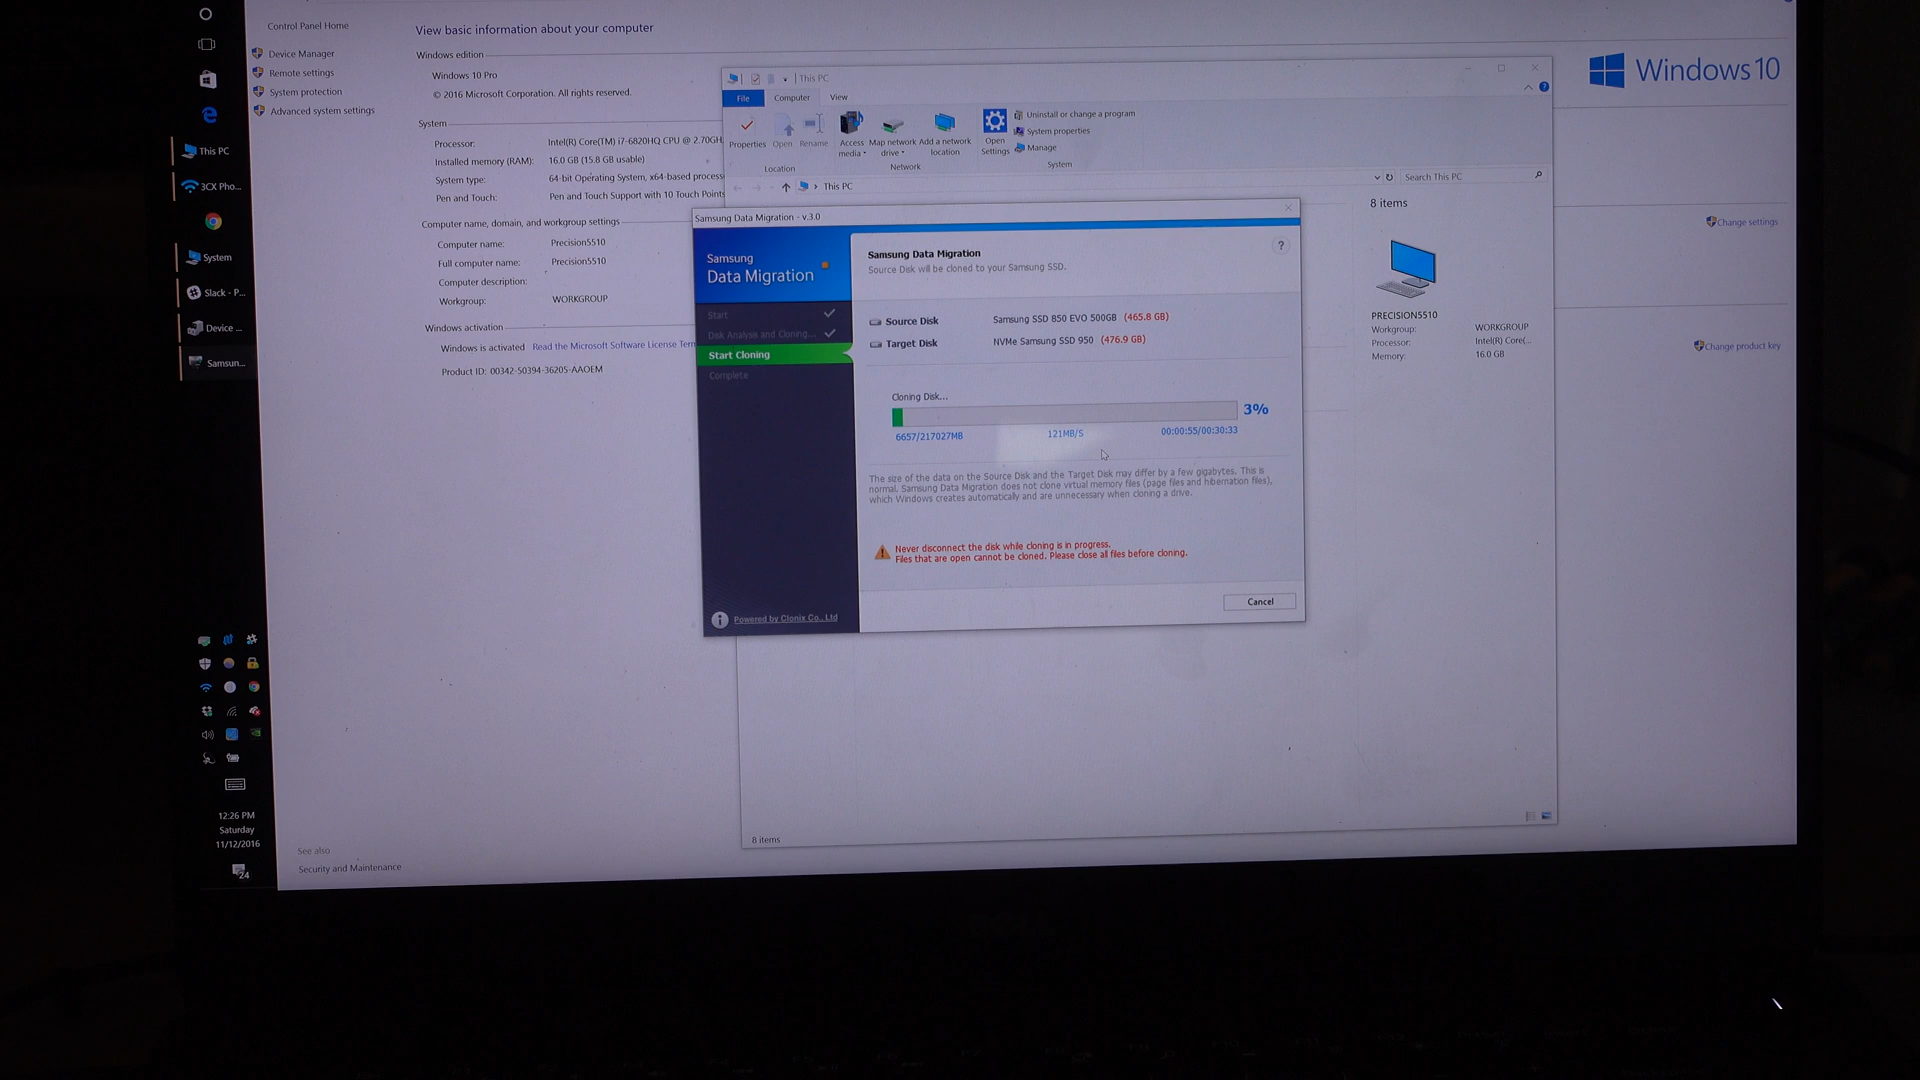 Control Panel Home
Device Manager
Remote settings
System protection
Advanced system settings
View basic information about your computer
Windows edition
Windows 10 Pro
© 2016 Microsoft Corporation. All rights reserved.
Windows 10
System
Processor: Intel(R) Core(TM) i7-6820HQ CPU @ 2.70GH
Installed memory (RAM): 16.0 GB (15.8 GB usable)
System type: 64-bit Operating System, x64-based process
Pen and Touch: Pen and Touch Support with 10 Touch Points
Computer name, domain, and workgroup settings
Computer name: Precision5510
Full computer name: Precision5510
Computer description:
Workgroup: WORKGROUP
Windows activation
Windows is activated Read the Microsoft Software License Term
Product ID: 00342-50394-36205-AAOEM
Change settings
Change product key
See also
Security and Maintenance
This PC
File Computer View
Properties Open Rename
Access media
Map network drive
Add a network location
Open Settings
Uninstall or change a program
System properties
Manage
Location Network System
This PC
Search This PC
8 items
PRECISION5510
Workgroup: WORKGROUP
Processor: Intel(R) Core(...
Memory: 16.0 GB
8 items
Samsung Data Migration - v.3.0
Samsung
Data Migration
Start
Disk Analysis and Cloning...
Start Cloning
Complete
Powered by Clonix Co., Ltd
Samsung Data Migration
Source Disk will be cloned to your Samsung SSD.
?
Source Disk Samsung SSD 850 EVO 500GB (465.8 GB)
Target Disk NVMe Samsung SSD 950 (476.9 GB)
Cloning Disk...
3%
6657/217027MB 121MB/S 00:00:55/00:30:33
The size of the data on the Source Disk and the Target Disk may differ by a few gigabytes. This is
normal. Samsung Data Migration does not clone virtual memory files (page files and hibernation files),
which Windows creates automatically and are unnecessary when cloning a drive.
Never disconnect the disk while cloning is in progress.
Files that are open cannot be cloned. Please close all files before cloning.
Cancel
This PC
3CX Pho...
System
Slack - P...
Device ...
Samsun...
12:26 PM
Saturday
11/12/2016
24
DELL